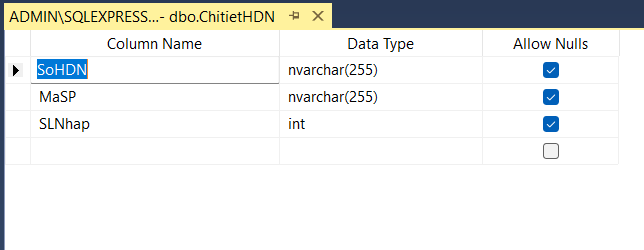 ADMIN\SQLEXPRESS...- dbo.ChitietHDN
Column Name Data Type Allow Nulls
SoHDN nvarchar(255)
MaSP nvarchar(255)
SLNhap int